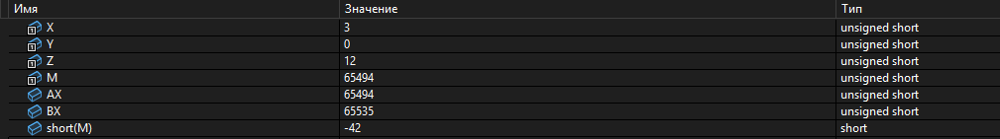 Имя Значение Тип
X 3 unsigned short
Y 0 unsigned short
Z 12 unsigned short
M 65494 unsigned short
AX 65494 unsigned short
BX 65535 unsigned short
short(M) -42 short